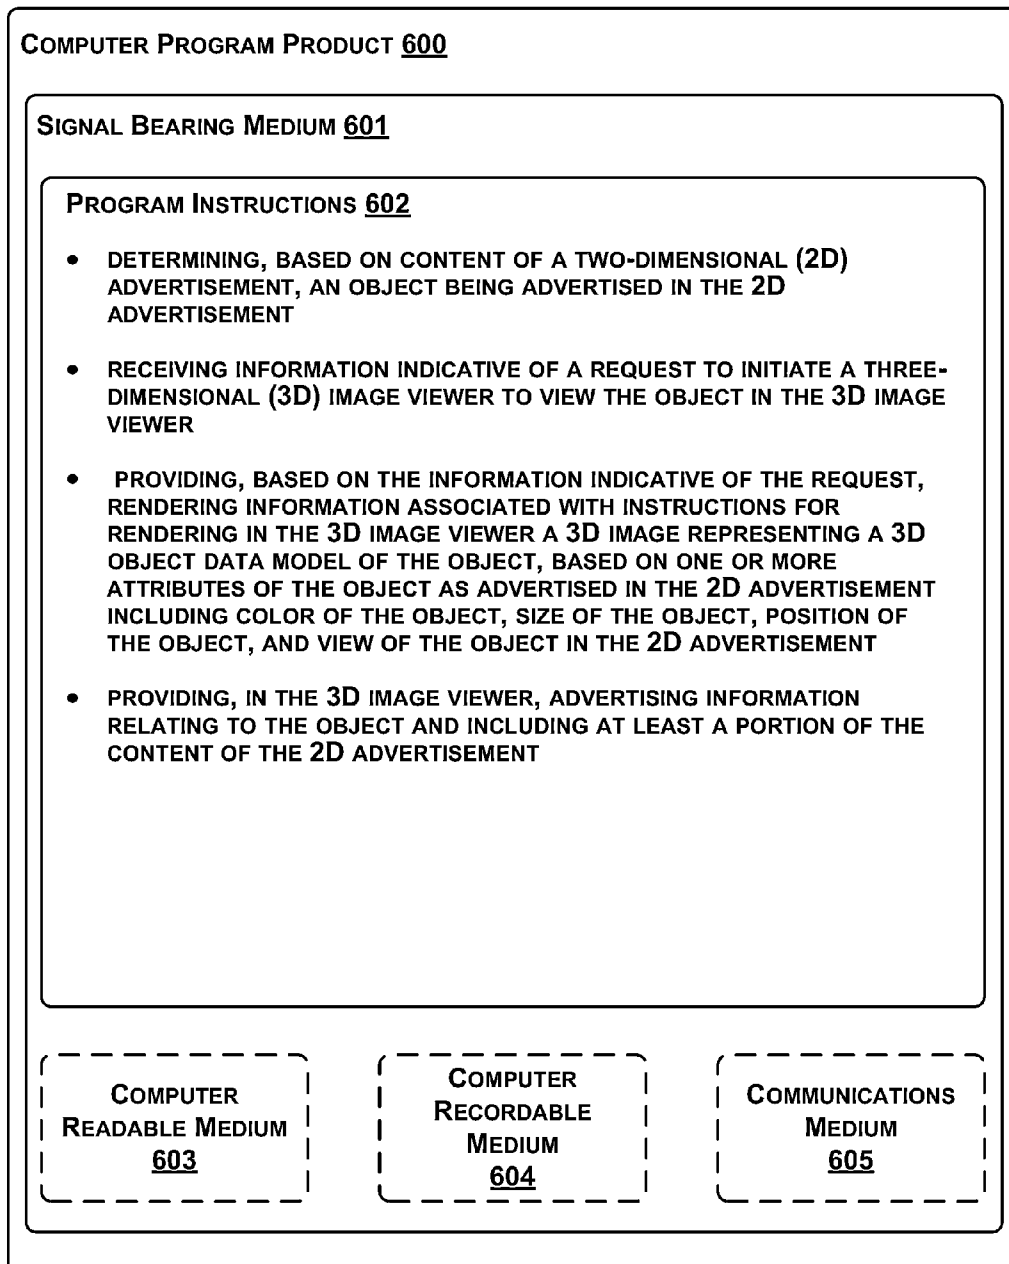 COMPUTER PROGRAM PRODUCT 600
SIGNAL BEARING MEDIUM 601
PROGRAM INSTRUCTIONS 602
• DETERMINING, BASED ON CONTENT OF A TWO-DIMENSIONAL (2D)
ADVERTISEMENT, AN OBJECT BEING ADVERTISED IN THE 2D
ADVERTISEMENT
• RECEIVING INFORMATION INDICATIVE OF A REQUEST TO INITIATE A THREE-
DIMENSIONAL (3D) IMAGE VIEWER TO VIEW THE OBJECT IN THE 3D IMAGE
VIEWER
• PROVIDING, BASED ON THE INFORMATION INDICATIVE OF THE REQUEST,
RENDERING INFORMATION ASSOCIATED WITH INSTRUCTIONS FOR
RENDERING IN THE 3D IMAGE VIEWER A 3D IMAGE REPRESENTING A 3D
OBJECT DATA MODEL OF THE OBJECT, BASED ON ONE OR MORE
ATTRIBUTES OF THE OBJECT AS ADVERTISED IN THE 2D ADVERTISEMENT
INCLUDING COLOR OF THE OBJECT, SIZE OF THE OBJECT, POSITION OF
THE OBJECT, AND VIEW OF THE OBJECT IN THE 2D ADVERTISEMENT
• PROVIDING, IN THE 3D IMAGE VIEWER, ADVERTISING INFORMATION
RELATING TO THE OBJECT AND INCLUDING AT LEAST A PORTION OF THE
CONTENT OF THE 2D ADVERTISEMENT
COMPUTER
READABLE MEDIUM
603
COMPUTER
RECORDABLE
MEDIUM
604
COMMUNICATIONS
MEDIUM
605